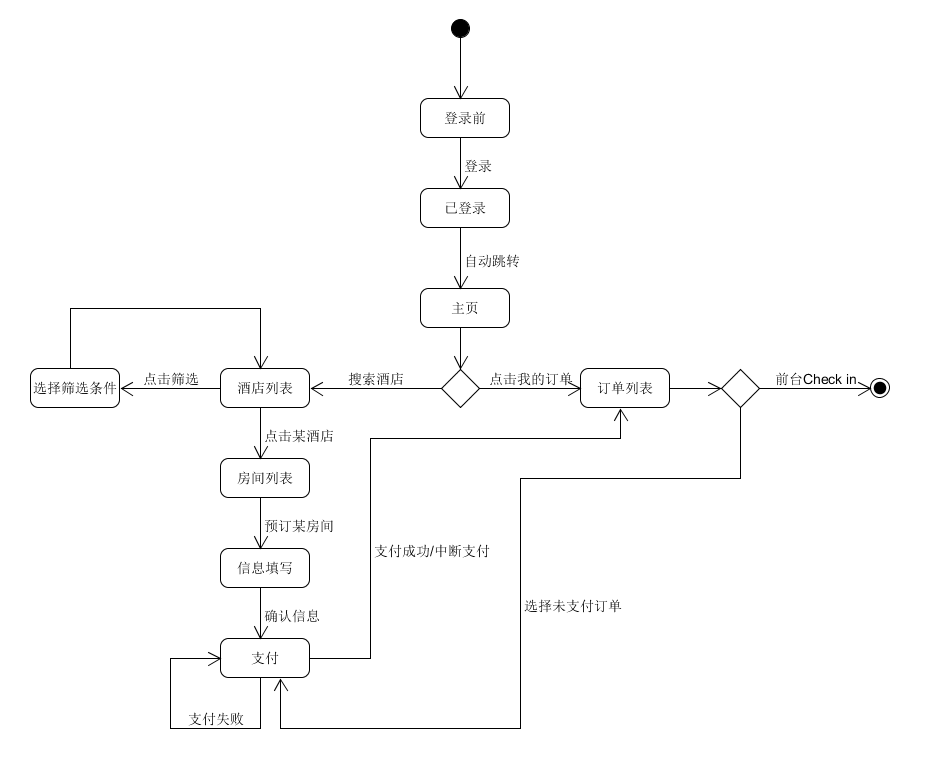 登录前
登录
已登录
自动跳转
主页
选择筛选条件
点击筛选
酒店列表
搜索酒店
点击我的订单
订单列表
前台Check in
点击某酒店
房间列表
预订某房间
支付成功/中断支付
信息填写
选择未支付订单
确认信息
支付
支付失败